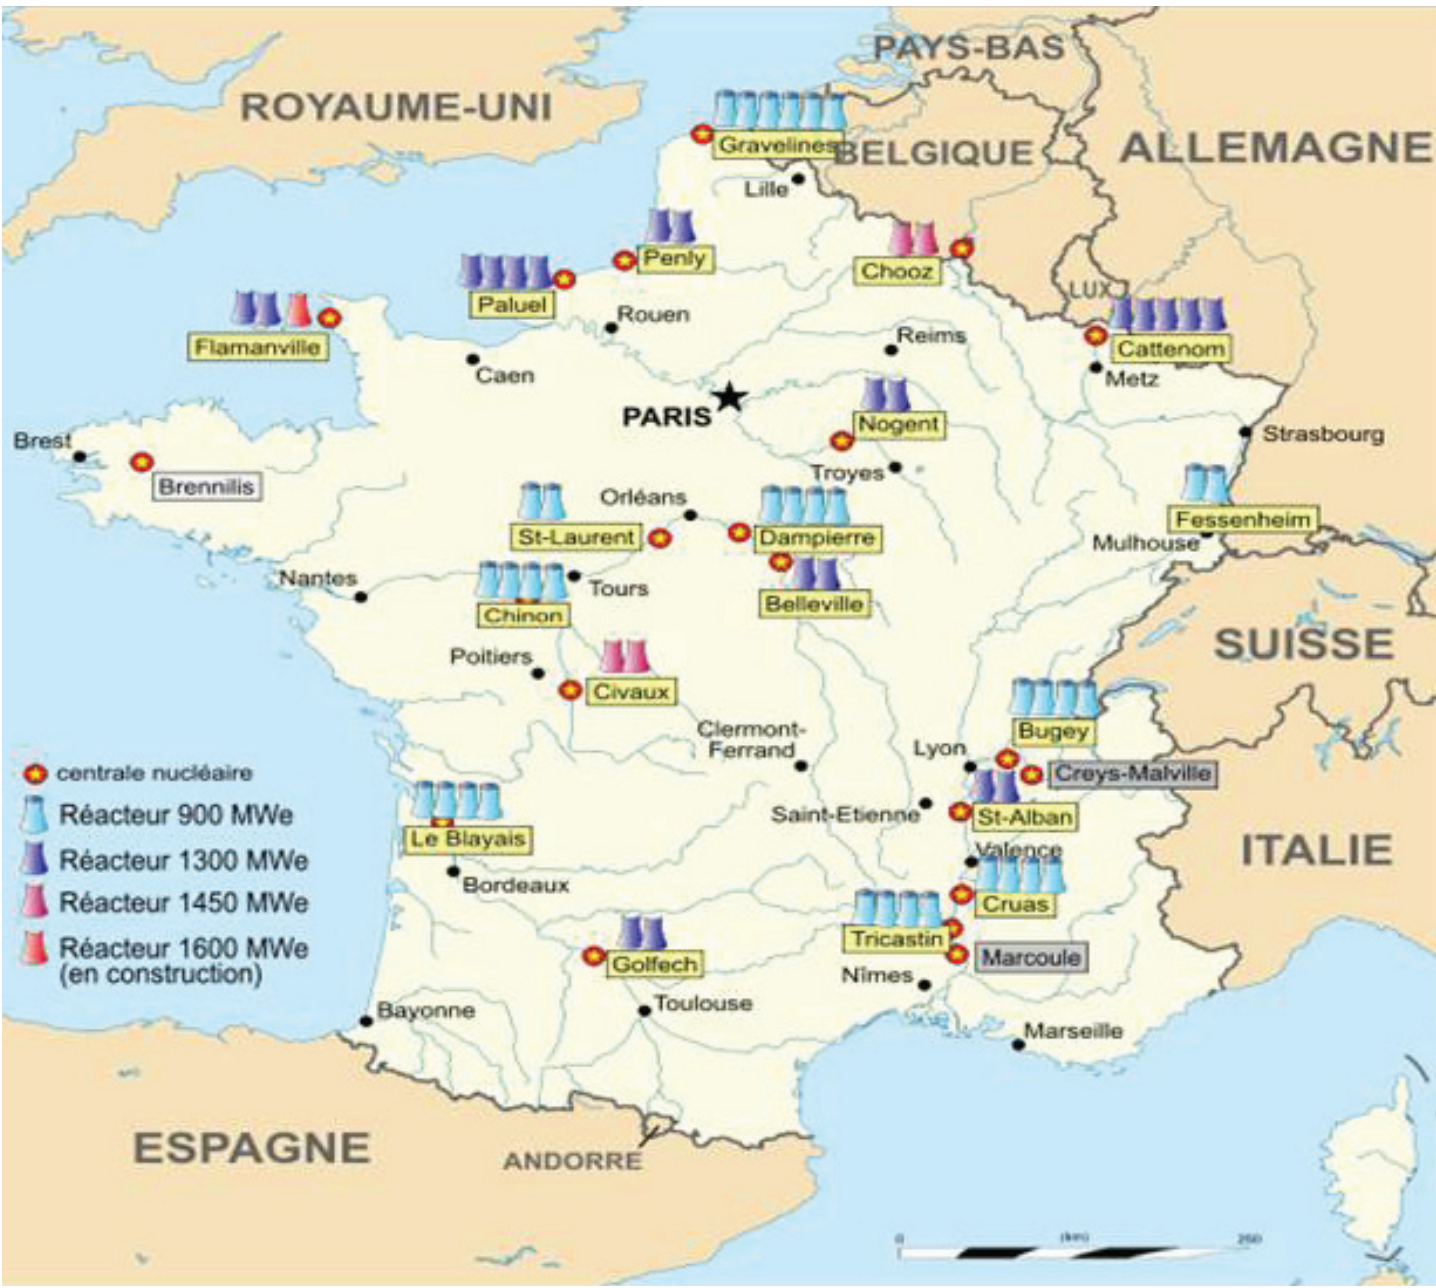 PAYS-BAS
ROYAUME-UNI
ALLEMAGNE
Gravelines
BELGIQUE
Lille
Penly
Chooz
Paluel
LUX
Rouen
Flamanville
Reims
Cattenom
Caen
Metz
PARIS
Nogent
Strasbourg
Brest
Troyes
Brennilis
Orléans
Fessenheim
St-Laurent
Dampierre
Mulhouse
Nantes
Tours
Belleville
Chinon
SUISSE
Poitiers
Civaux
Clermont-
Ferrand
Bugey
Lyon
Creys-Malville
Saint-Etienne
St-Alban
Le Blayais
Valence
ITALIE
Bordeaux
Cruas
Tricastin
Marcoule
Golfech
Nîmes
Toulouse
Bayonne
Marseille
ESPAGNE
ANDORRE
centrale nucléaire
Réacteur 900 MWe
Réacteur 1300 MWe
Réacteur 1450 MWe
Réacteur 1600 MWe
(en construction)
0 (km) 250